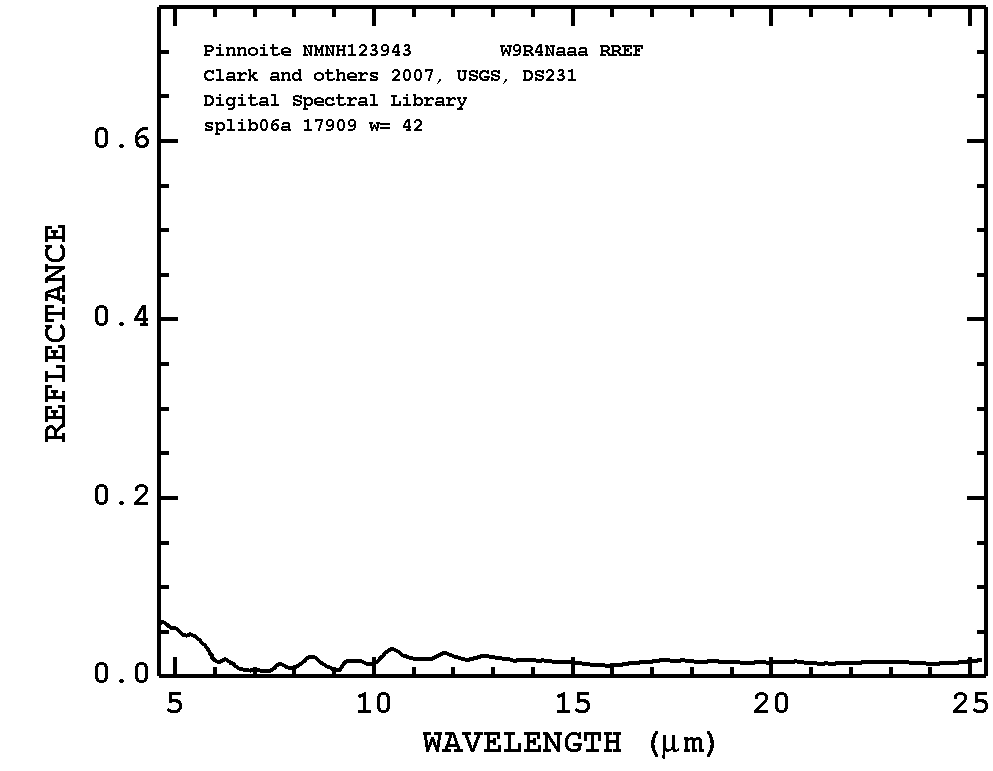 Pinnoite NMNH123943 W9R4Naaa RREF
Clark and others 2007, USGS, DS231
Digital Spectral Library
splib06a 17909 w= 42
0.6
0.4
0.2
0.0
REFLECTANCE
5 10 15 20 25
WAVELENGTH (µm)